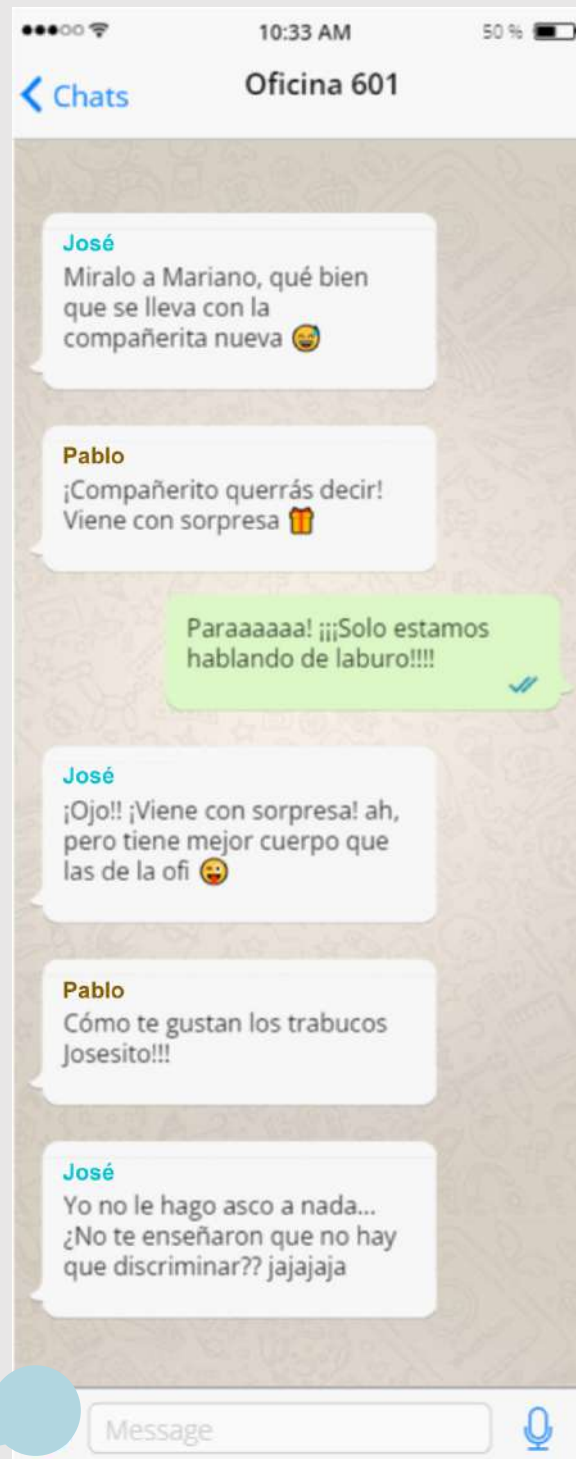 10:33 AM
50 %
Chats
Oficina 601
José
Miralo a Mariano, qué bien
que se lleva con la
compañerita nueva 😅
Pablo
¡Compañerito querrás decir!
Viene con sorpresa 🎁
Paraaaaaa! ¡¡¡Solo estamos
hablando de laburo!!!!
José
¡Ojo!! ¡Viene con sorpresa! ah,
pero tiene mejor cuerpo que
las de la ofi 😜
Pablo
Cómo te gustan los trabucos
Josesito!!!
José
Yo no le hago asco a nada...
¿No te enseñaron que no hay
que discriminar?? jajajaja
Message